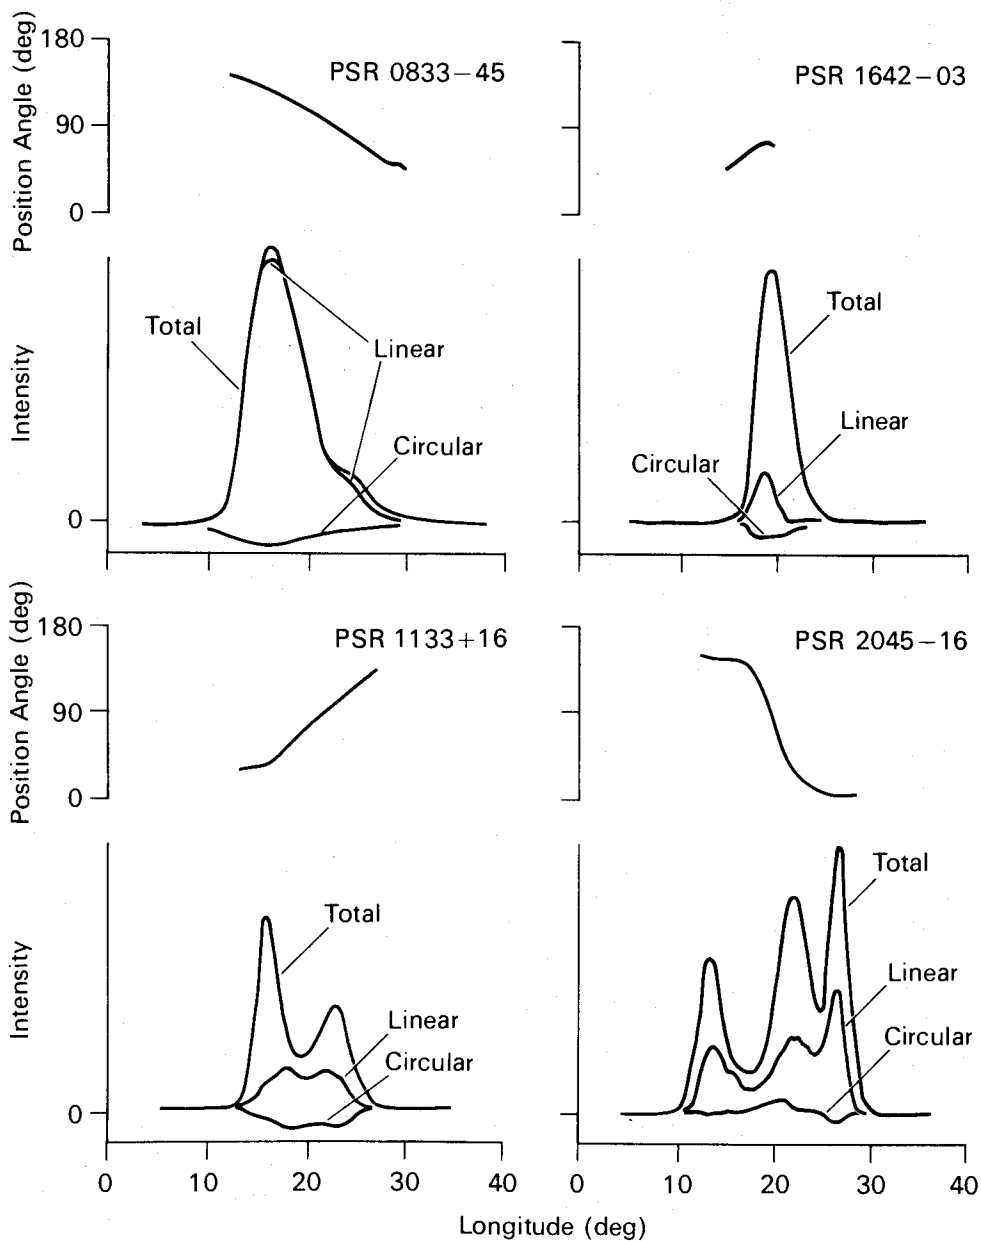 Position Angle (deg)
180
90
0
PSR 0833–45
PSR 1642–03
Intensity
0
Total
Linear
Circular
Total
Linear
Circular
Position Angle (deg)
180
90
0
PSR 1133+16
PSR 2045–16
Intensity
0
Total
Linear
Circular
Total
Linear
Circular
0 10 20 30 40 0 10 20 30 40
Longitude (deg)